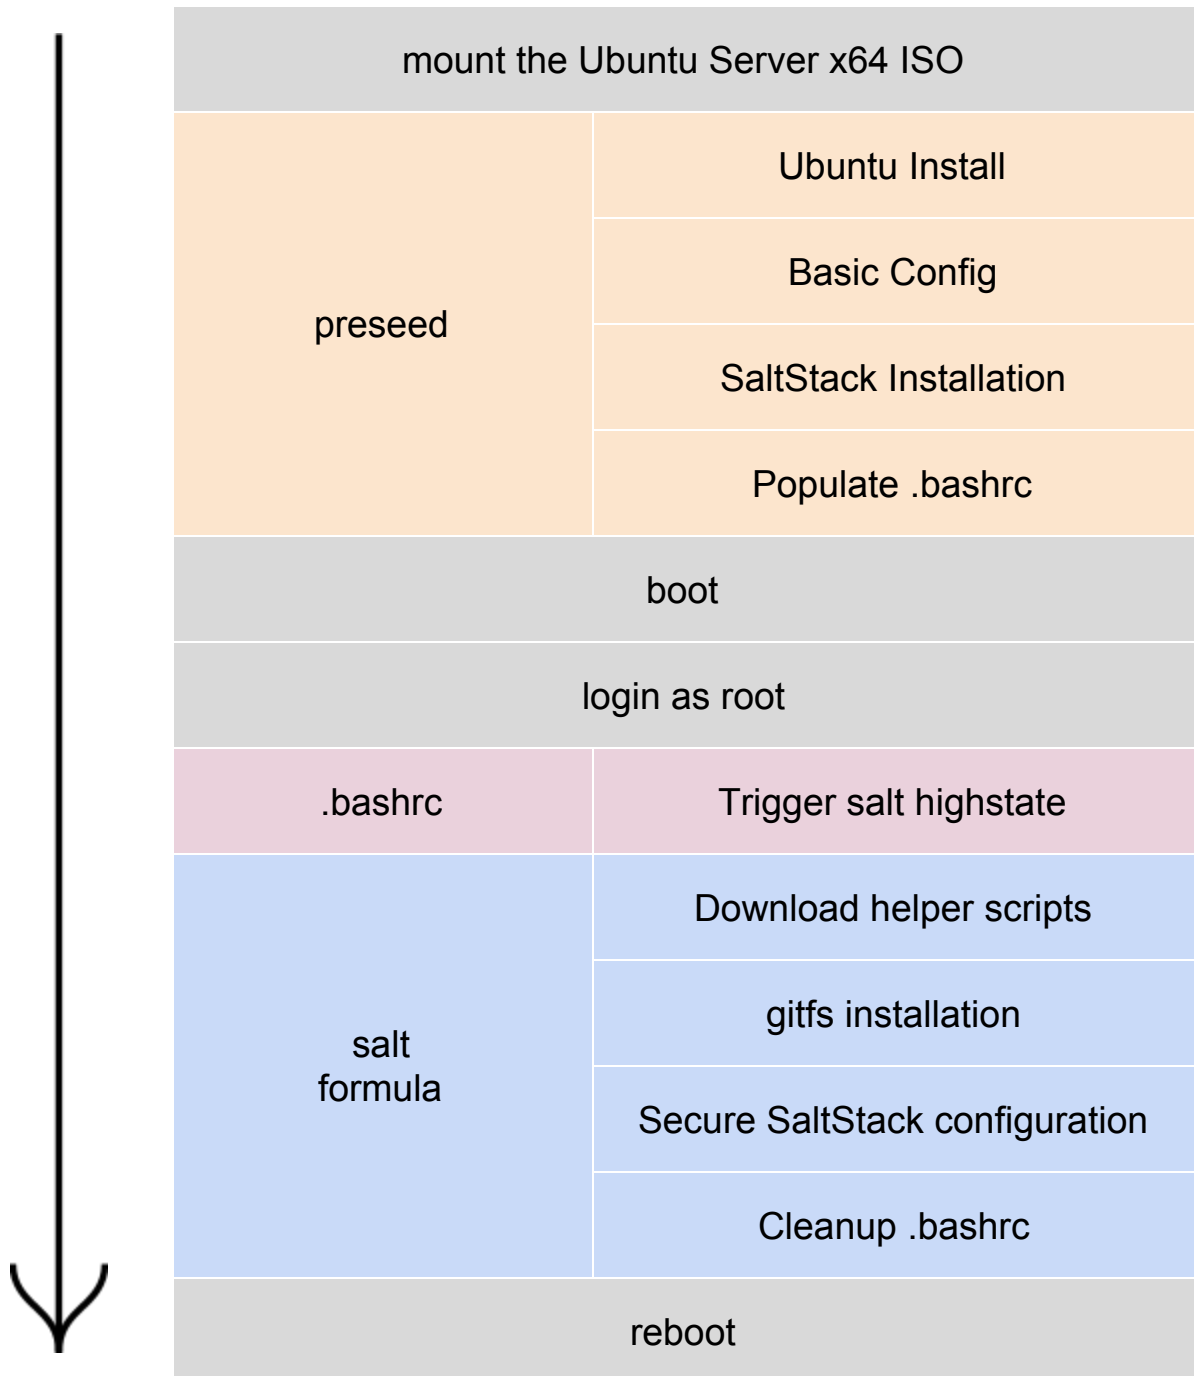 mount the Ubuntu Server x64 ISO
preseed
Ubuntu Install
Basic Config
SaltStack Installation
Populate .bashrc
boot
login as root
.bashrc
Trigger salt highstate
salt
formula
Download helper scripts
gitfs installation
Secure SaltStack configuration
Cleanup .bashrc
reboot